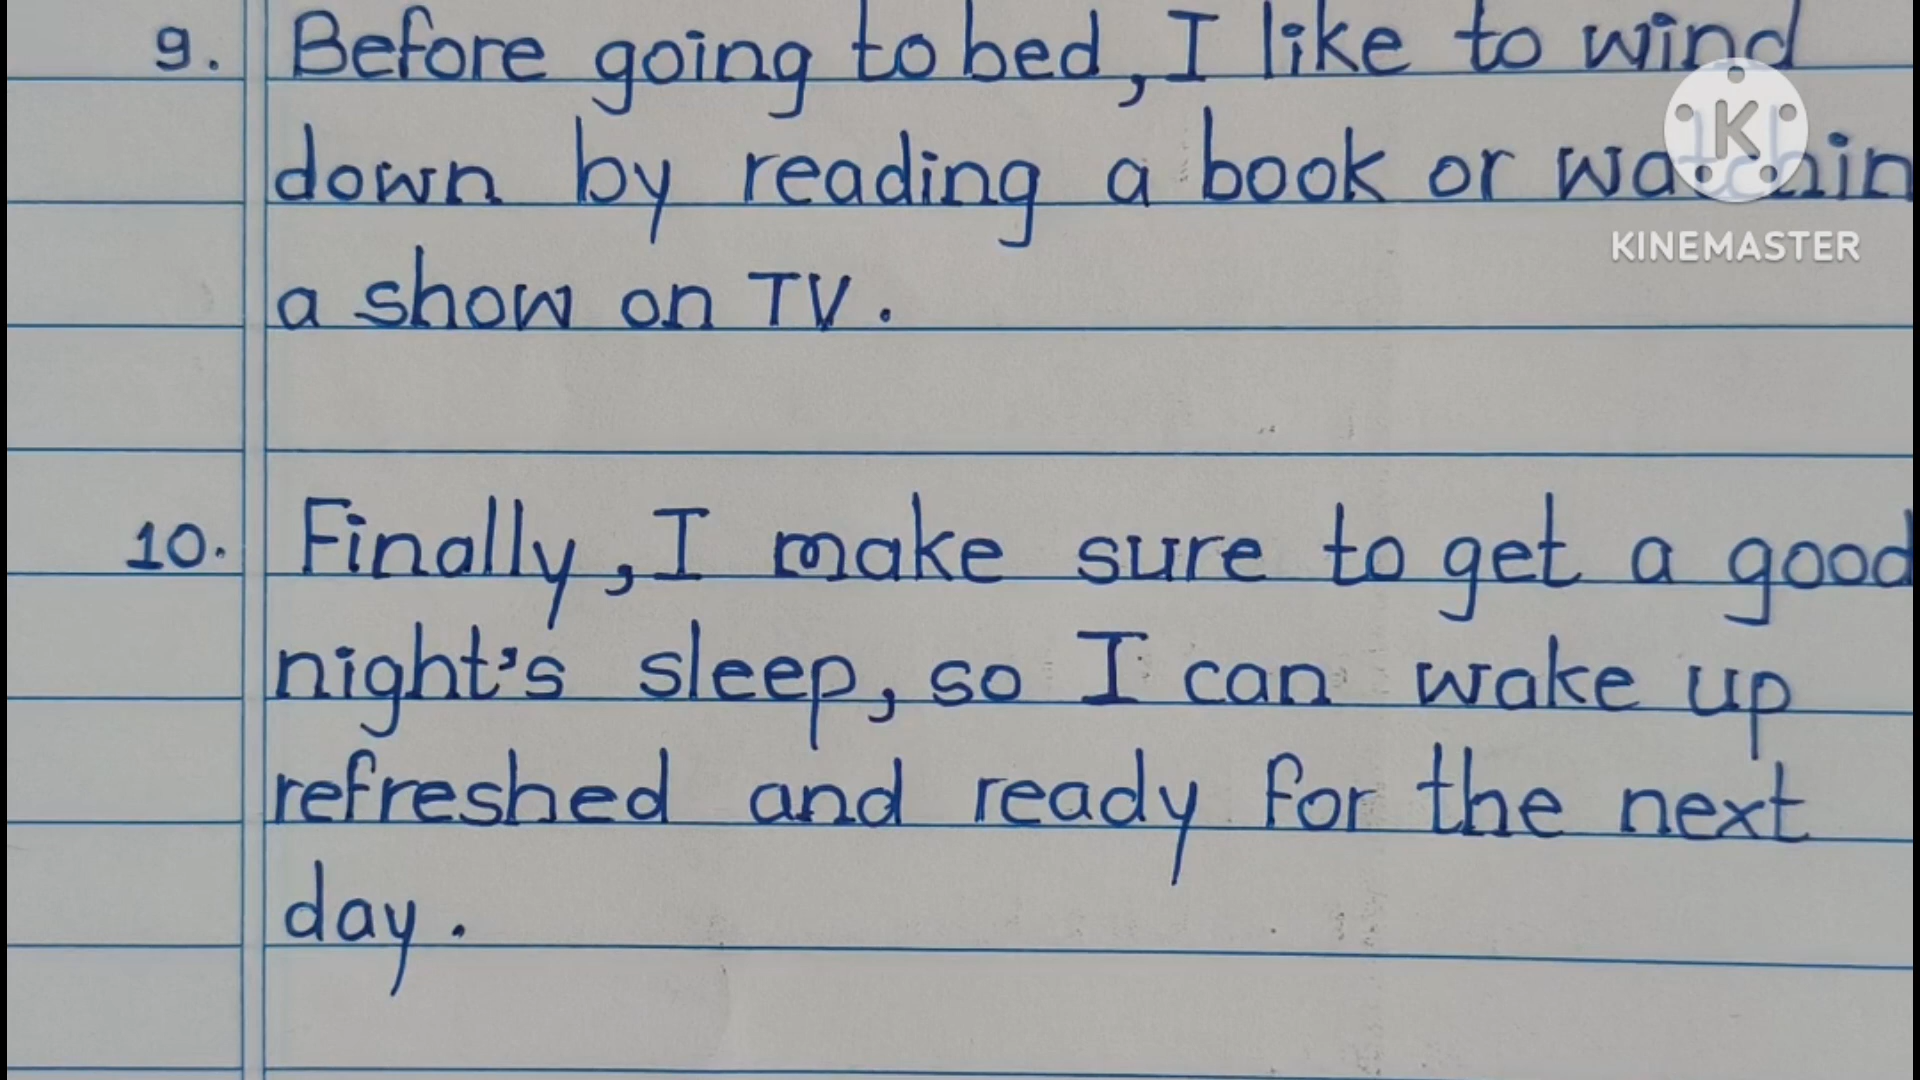 9. Before going to bed, I like to wind
down by reading a book or watchin
a show on TV.
10. Finally, I make sure to get a good
night's sleep, so I can wake up
refreshed and ready for the next
day.
K
KINEMASTER